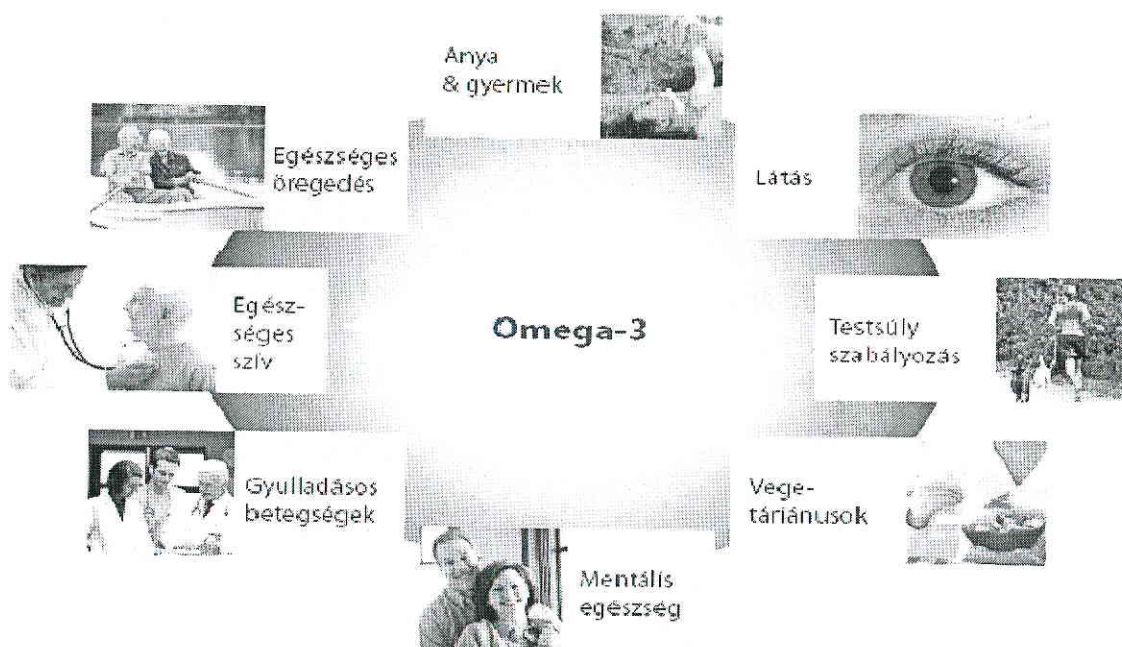 Anya
& gyermek
Egészséges
öregedés
Látás
Egész-
séges
szív
Omega-3
Testsúly
szabályozás
Gyulladásos
betegségek
Vege-
táriánusok
Mentális
egészség